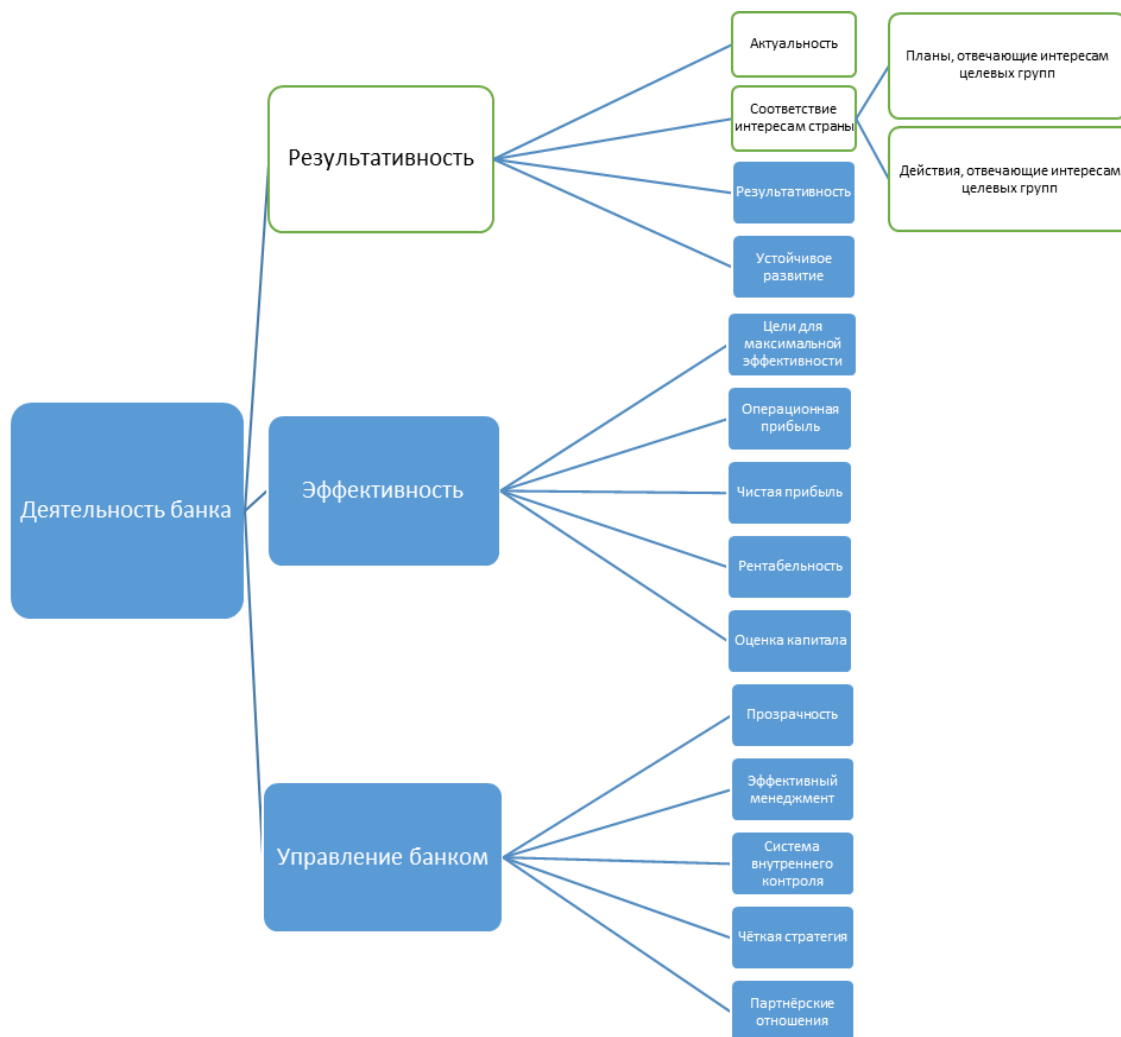 Деятельность банка
Результативность
Актуальность
Соответствие
интересам страны
Планы, отвечающие интересам
целевых групп
Действия, отвечающие интересам
целевых групп
Результативность
Устойчивое
развитие
Эффективность
Цели для
максимальной
эффективности
Операционная
прибыль
Чистая прибыль
Рентабельность
Оценка капитала
Управление банком
Прозрачность
Эффективный
менеджмент
Система
внутреннего
контроля
Чёткая стратегия
Партнёрские
отношения